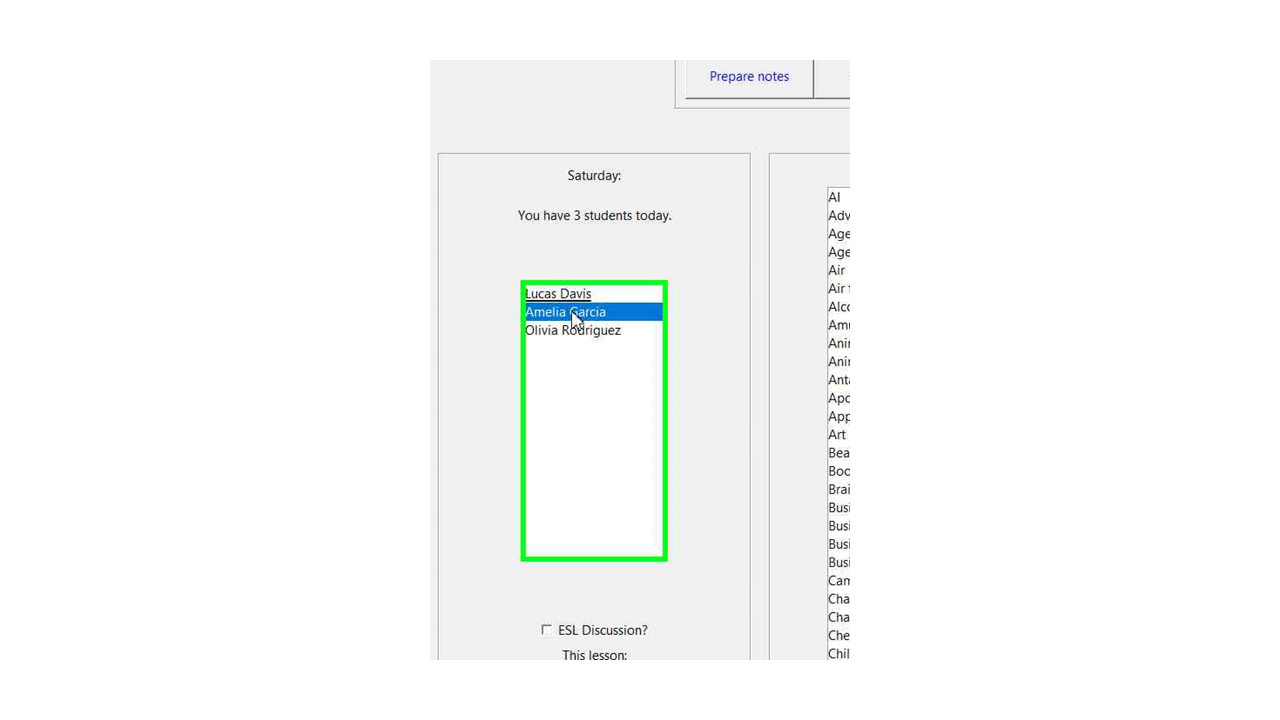 Prepare notes
Saturday:
You have 3 students today.
Lucas Davis
Amelia Garcia
Olivia Rodriguez
ESL Discussion?
This lesson:
AI
Adv
Age
Age
Air
Air f
Alco
Amu
Anin
Anin
Anta
Apo
App
Art
Bea
Boo
Brai
Busi
Busi
Busi
Busi
Cam
Cha
Cha
Che
Chil